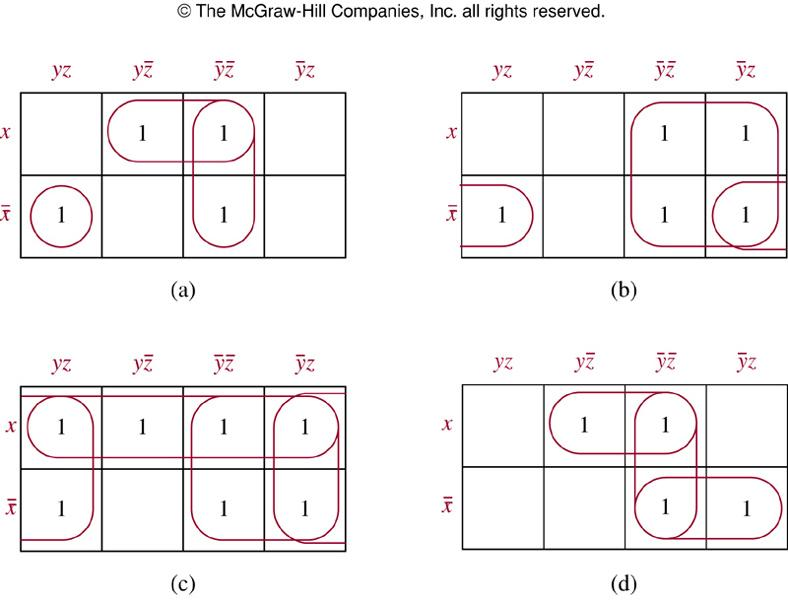 © The McGraw-Hill Companies, Inc. all rights reserved.
yz yz̄ ȳz̄ ȳz
x 1 1
x̄ 1 1
(a)
yz yz̄ ȳz̄ ȳz
x 1 1
x̄ 1 1 1
(b)
yz yz̄ ȳz̄ ȳz
x 1 1 1 1
x̄ 1 1 1
(c)
yz yz̄ ȳz̄ ȳz
x 1 1
x̄ 1 1
(d)